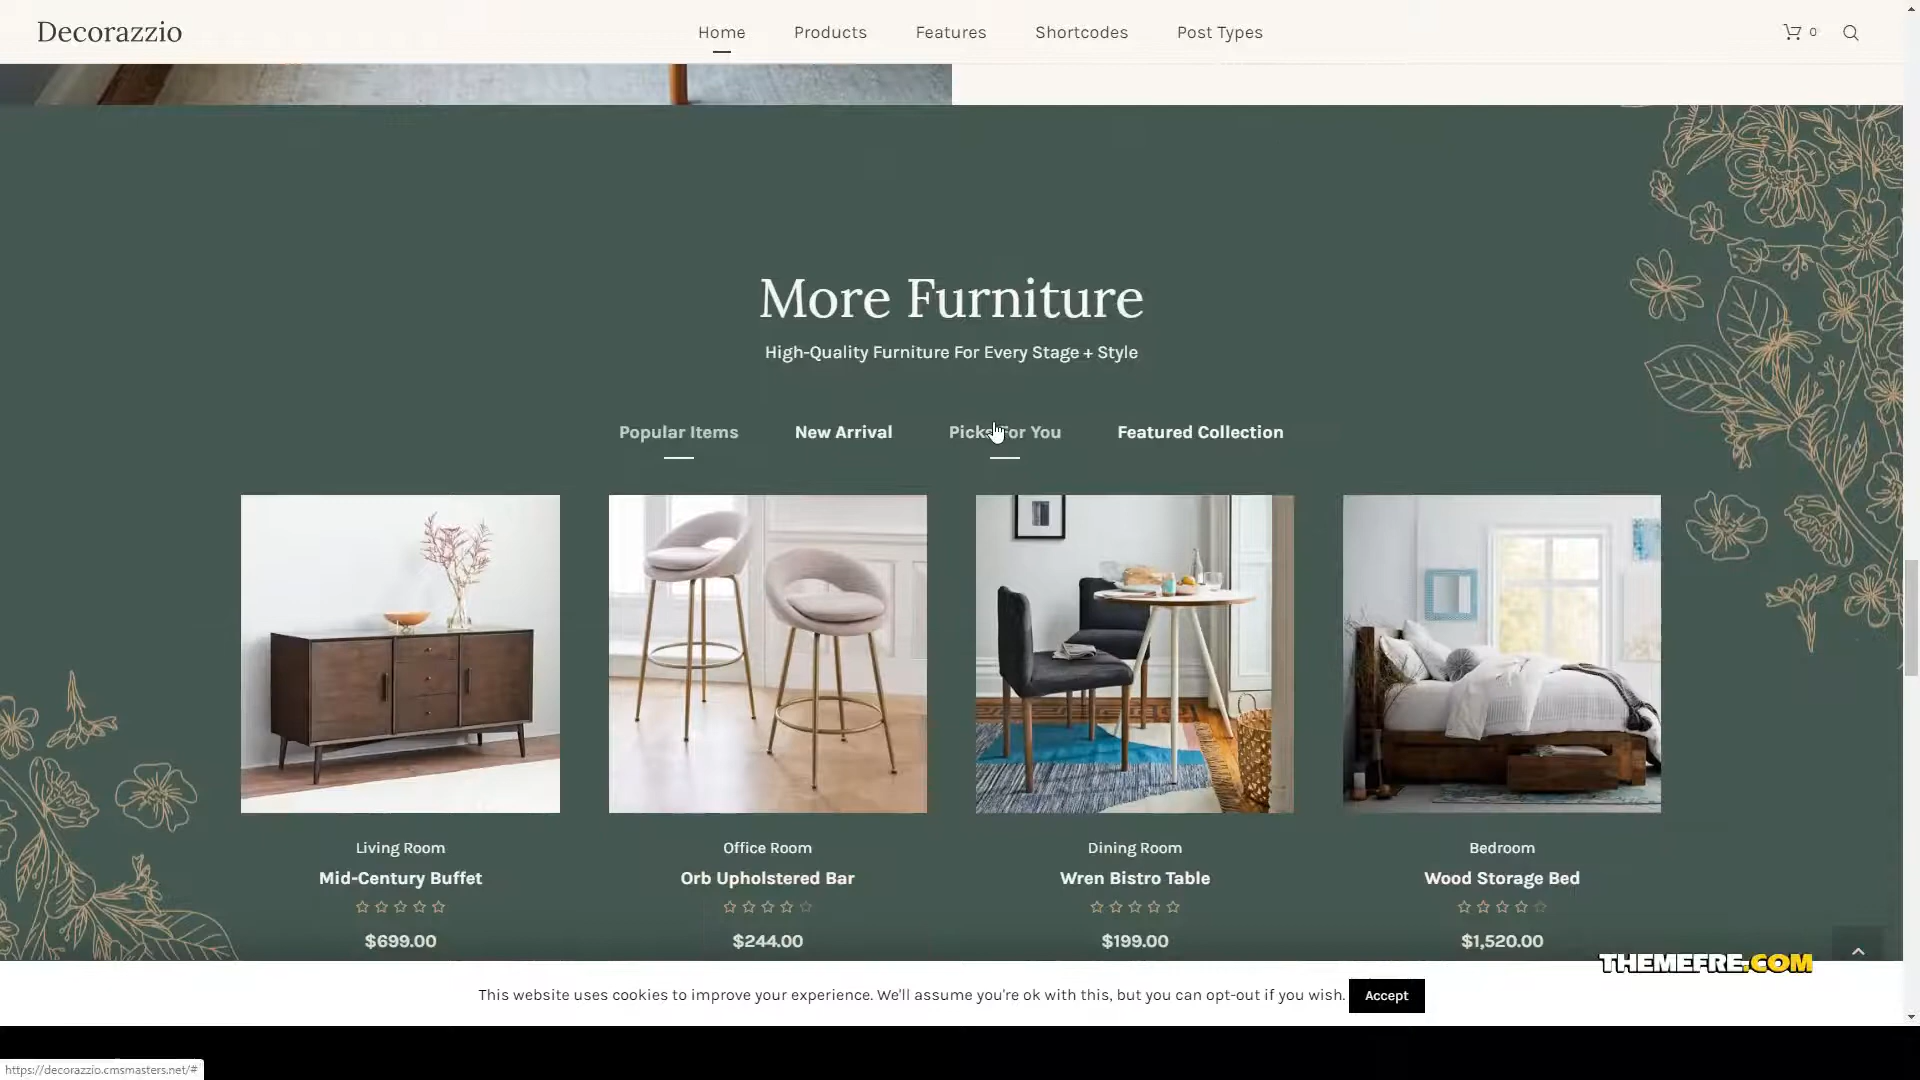 Decorazzio
Home Products Features Shortcodes Post Types
0
More Furniture
High-Quality Furniture For Every Stage + Style
Popular Items New Arrival Picks For You Featured Collection
Living Room Office Room Dining Room Bedroom
Mid-Century Buffet Orb Upholstered Bar Wren Bistro Table Wood Storage Bed
$699.00 $244.00 $199.00 $1,520.00
THEMEFRE.COM
This website uses cookies to improve your experience. We'll assume you're ok with this, but you can opt-out if you wish. Accept
https://decorazzio.cmsmasters.net/#